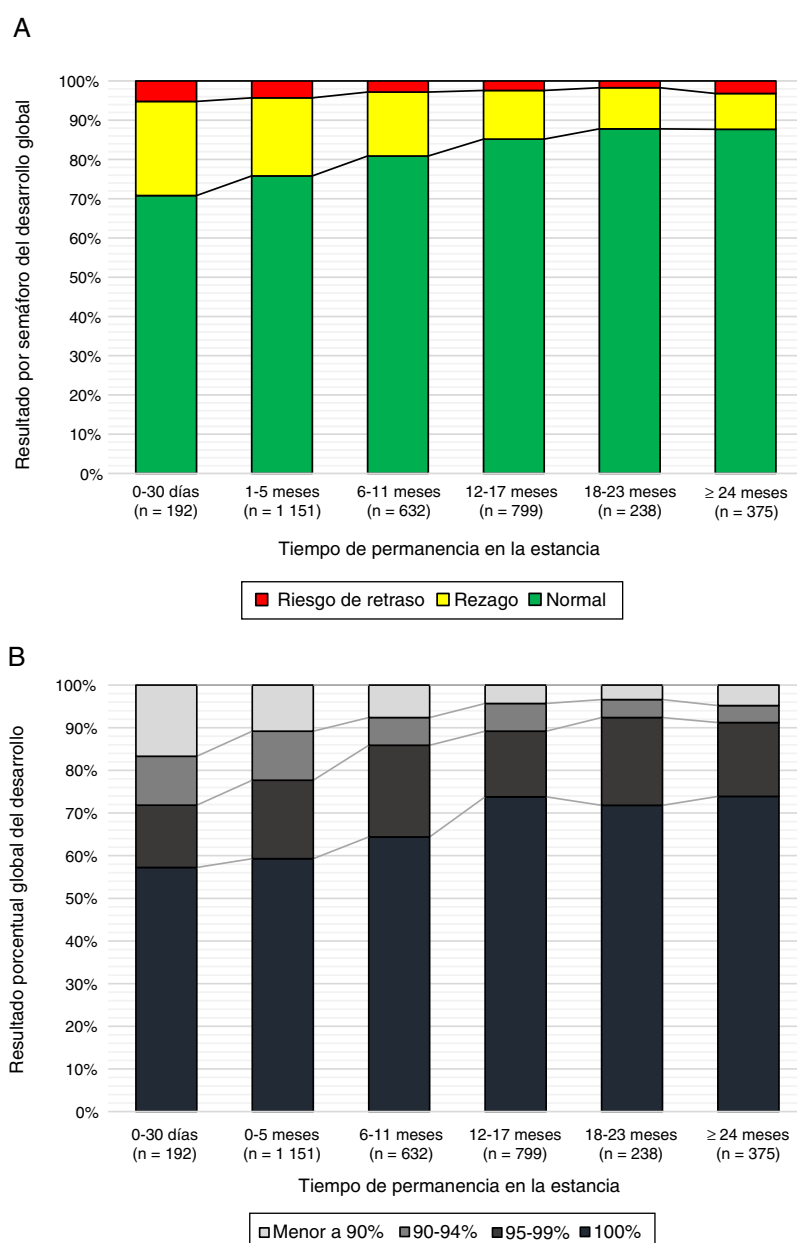 A
100%
90%
80%
70%
60%
50%
40%
30%
20%
10%
0%
Resultado por semáforo del desarrollo global
0-30 días 1-5 meses 6-11 meses 12-17 meses 18-23 meses ≥ 24 meses
(n = 192) (n = 1 151) (n = 632) (n = 799) (n = 238) (n = 375)
Tiempo de permanencia en la estancia
Riesgo de retraso Rezago Normal
B
100%
90%
80%
70%
60%
50%
40%
30%
20%
10%
0%
Resultado porcentual global del desarrollo
0-30 días 0-5 meses 6-11 meses 12-17 meses 18-23 meses ≥ 24 meses
(n = 192) (n = 1 151) (n = 632) (n = 799) (n = 238) (n = 375)
Tiempo de permanencia en la estancia
Menor a 90% 90-94% 95-99% 100%